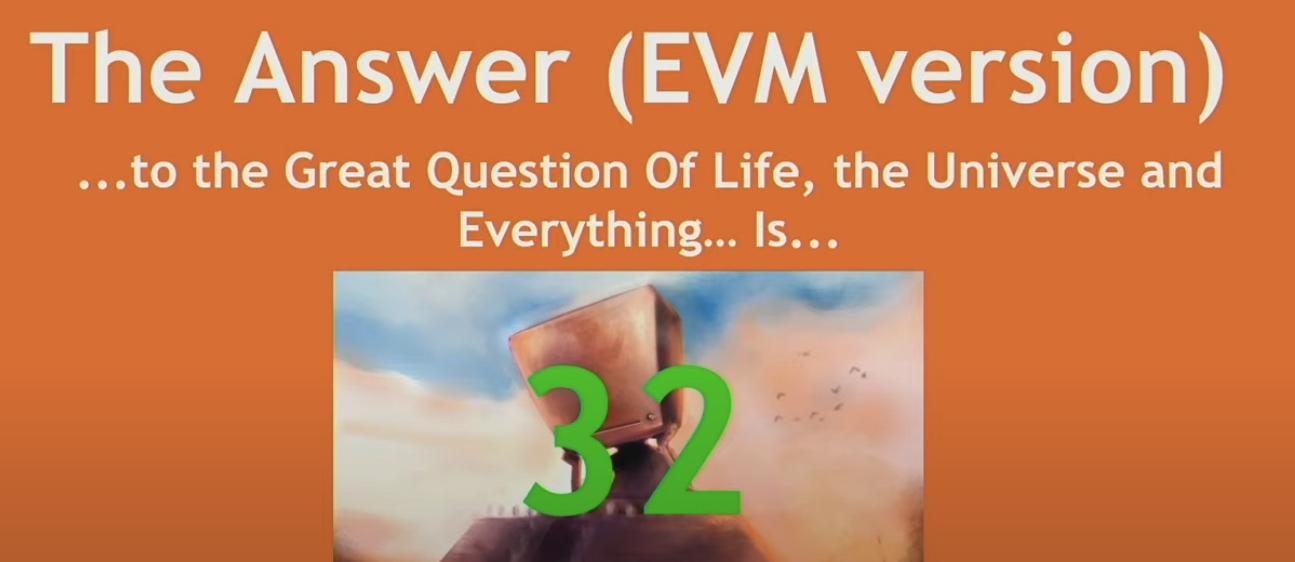 The Answer (EVM version)
...to the Great Question Of Life, the Universe and
Everything... Is...
32